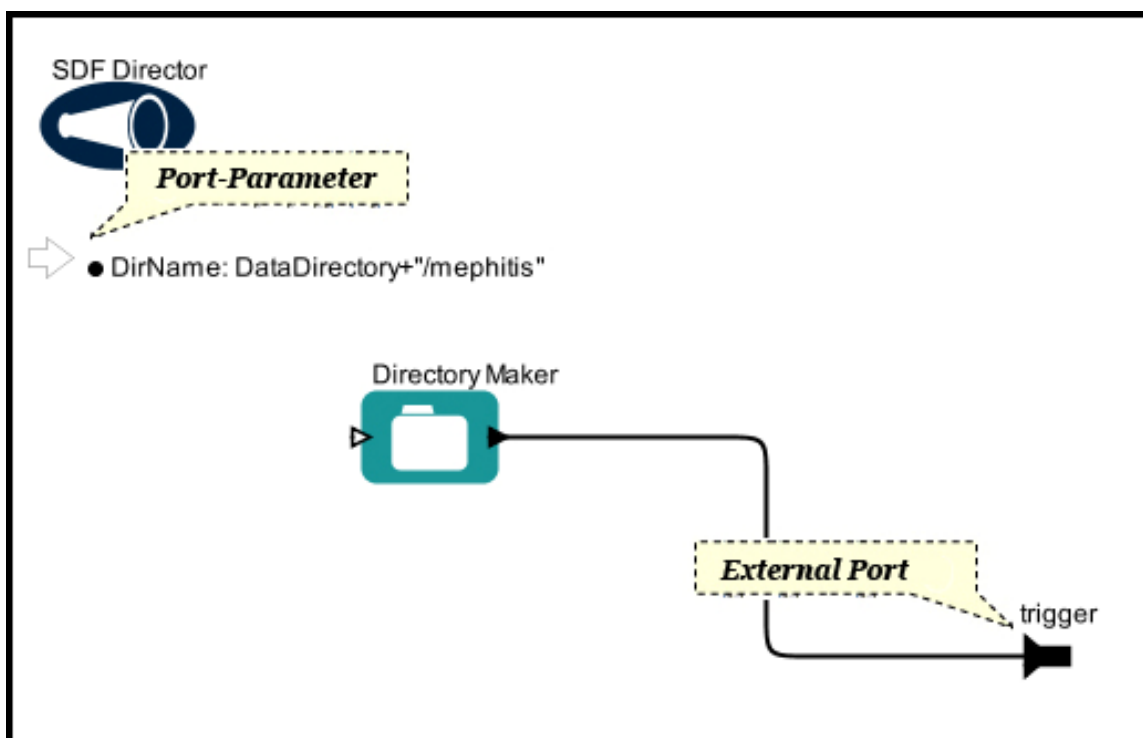 SDF Director
Port-Parameter
DirName: DataDirectory+"/mephitis"
Directory Maker
External Port
trigger